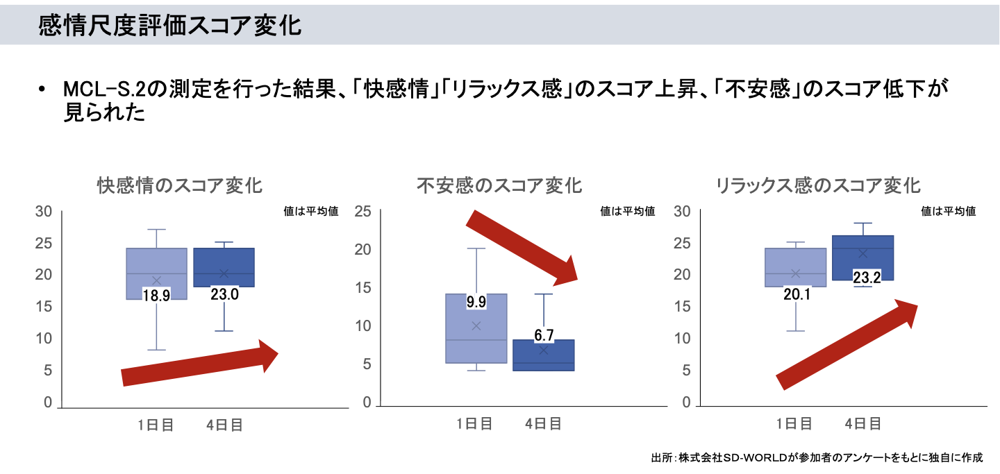 感情尺度評価スコア変化
• MCL-S.2の測定を行った結果、「快感情」「リラックス感」のスコア上昇、「不安感」のスコア低下が
見られた
快感情のスコア変化
値は平均値
30
25
20
15
10
5
0
18.9
23.0
1日目
4日目
不安感のスコア変化
値は平均値
25
20
15
10
5
0
9.9
6.7
1日目
4日目
リラックス感のスコア変化
値は平均値
30
25
20
15
10
5
0
20.1
23.2
1日目
4日目
出所：株式会社SD-WORLDが参加者のアンケートをもとに独自に作成